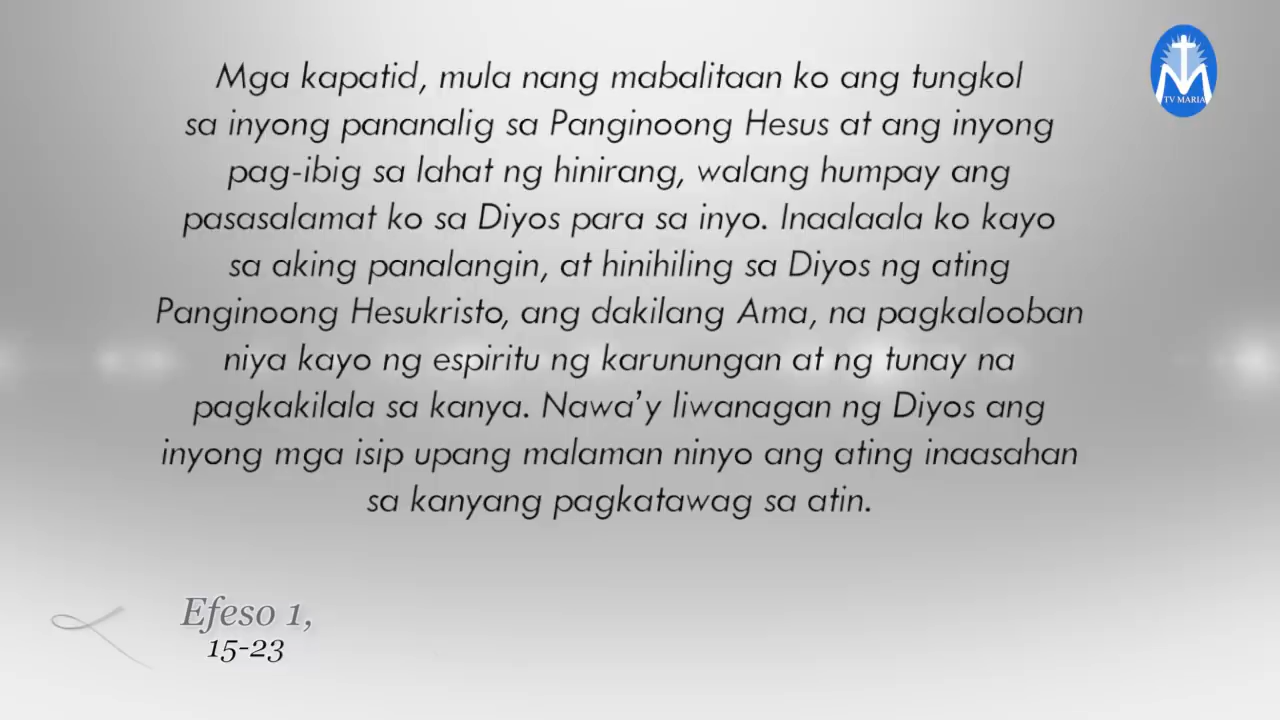 Mga kapatid, mula nang mabalitaan ko ang tungkol
sa inyong pananalig sa Panginoong Hesus at ang inyong
pag-ibig sa lahat ng hinirang, walang humpay ang
pasasalamat ko sa Diyos para sa inyo. Inaalaala ko kayo
sa aking panalangin, at hinihiling sa Diyos ng ating
Panginoong Hesukristo, ang dakilang Ama, na pagkalooban
niya kayo ng espiritu ng karunungan at ng tunay na
pagkakilala sa kanya. Nawa’y liwanagan ng Diyos ang
inyong mga isip upang malaman ninyo ang ating inaasahan
sa kanyang pagkatawag sa atin.
Efeso 1,
15-23
TV MARIA